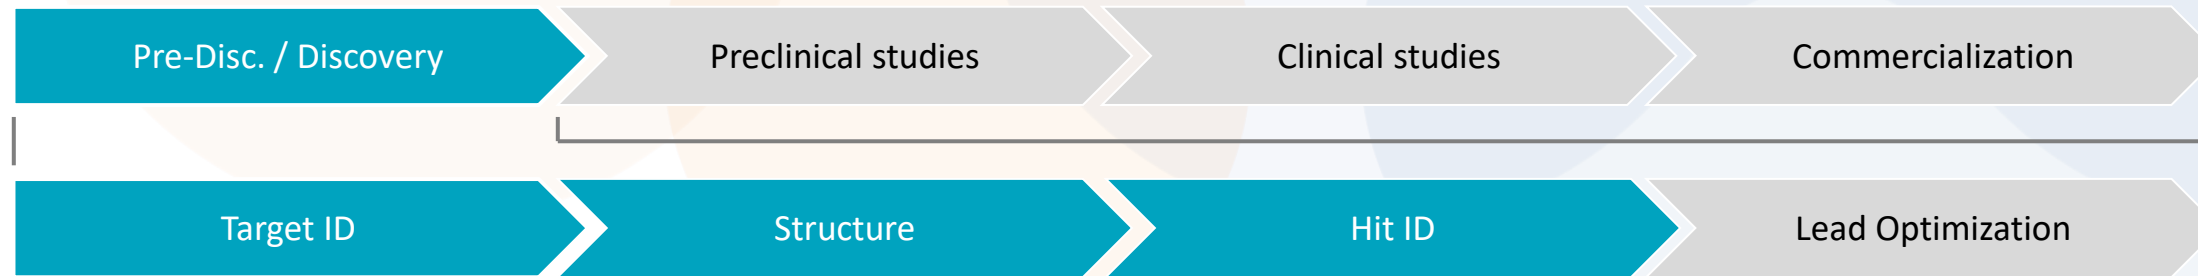 Pre-Disc. / Discovery
Preclinical studies
Clinical studies
Commercialization
Target ID
Structure
Hit ID
Lead Optimization